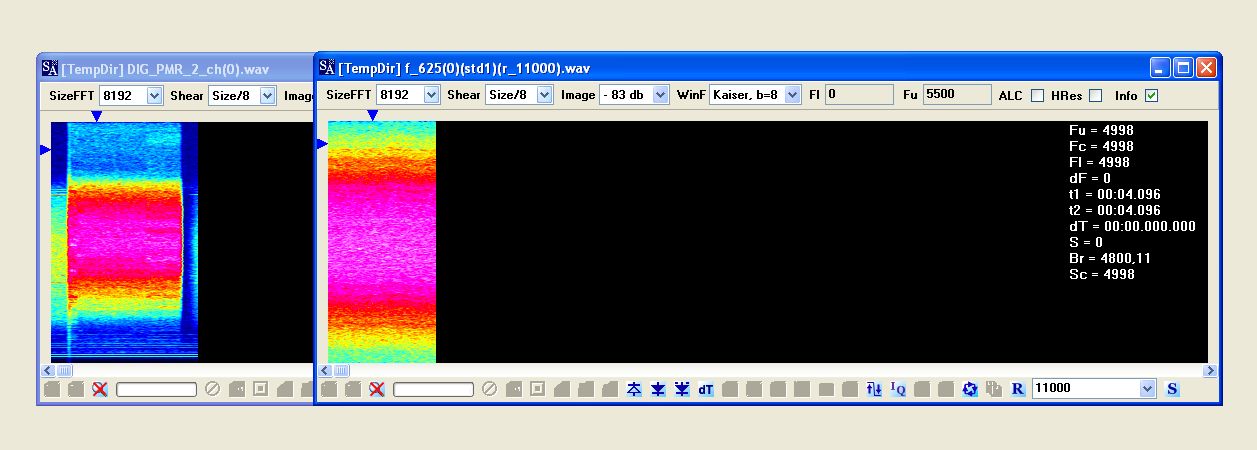 SA [TempDir] DIG_PMR_2_ch(0).wav
SizeFFT 8192 Shear Size/8 Image
SA [TempDir] f_625(0)(std1)(r_11000).wav
SizeFFT 8192 Shear Size/8 Image - 83 db WinF Kaiser, b=8 Fl 0 Fu 5500 ALC HRes Info
Fu = 4998
Fc = 4998
Fl = 4998
dF = 0
t1 = 00:04.096
t2 = 00:04.096
dT = 00:00.000.000
S = 0
Br = 4800,11
Sc = 4998
dT IQ R 11000 S